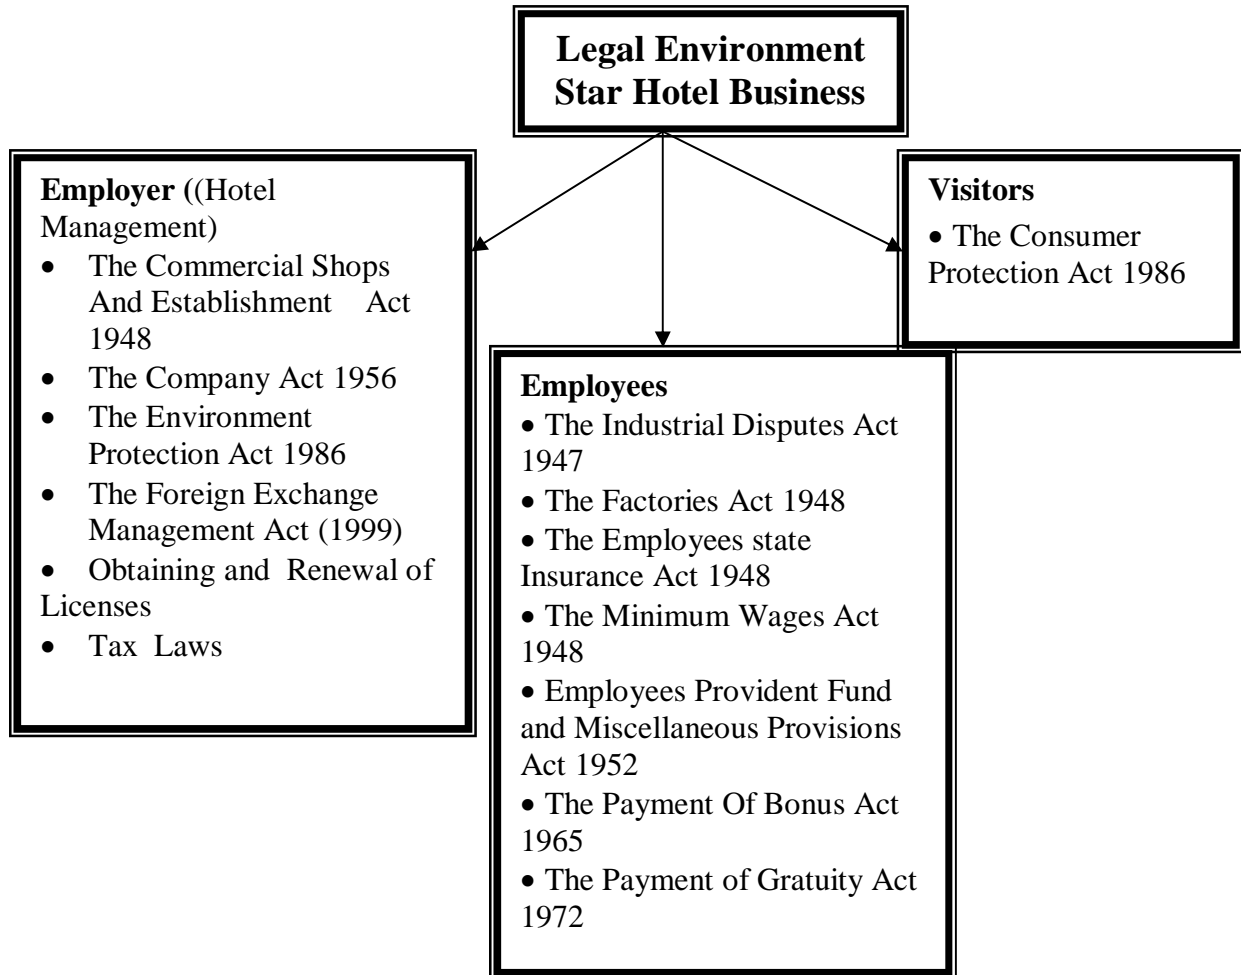 Legal Environment
Star Hotel Business
Employer ((Hotel
Management)
• The Commercial Shops
And Establishment Act
1948
• The Company Act 1956
• The Environment
Protection Act 1986
• The Foreign Exchange
Management Act (1999)
• Obtaining and Renewal of
Licenses
• Tax Laws
Employees
• The Industrial Disputes Act
1947
• The Factories Act 1948
• The Employees state
Insurance Act 1948
• The Minimum Wages Act
1948
• Employees Provident Fund
and Miscellaneous Provisions
Act 1952
• The Payment Of Bonus Act
1965
• The Payment of Gratuity Act
1972
Visitors
• The Consumer
Protection Act 1986